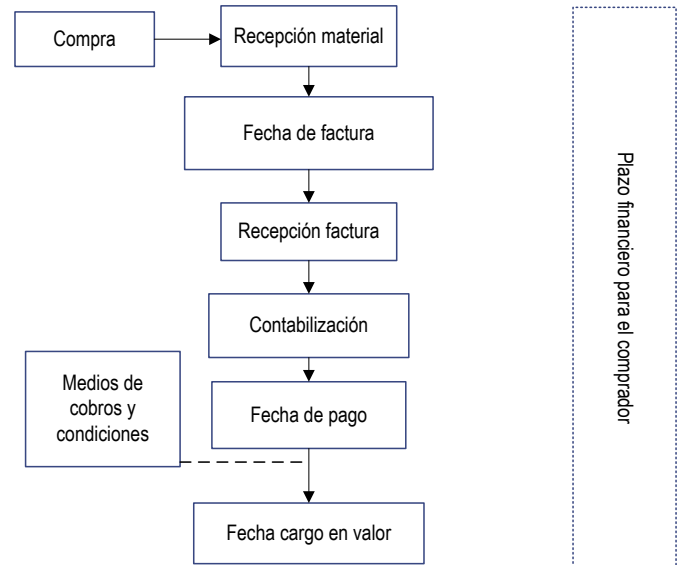 Compra
Recepción material
Fecha de factura
Recepción factura
Contabilización
Medios de
cobros y
condiciones
Fecha de pago
Fecha cargo en valor
Plazo financiero para el comprador